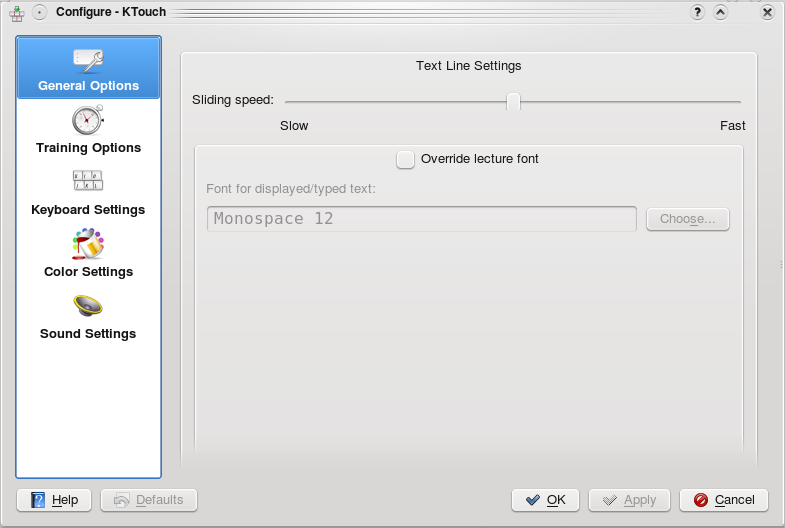 Configure - KTouch
General Options
Training Options
Keyboard Settings
Color Settings
Sound Settings
Text Line Settings
Sliding speed:
Slow Fast
Override lecture font
Font for displayed/typed text:
Monospace 12 Choose...
Help Defaults OK Apply Cancel